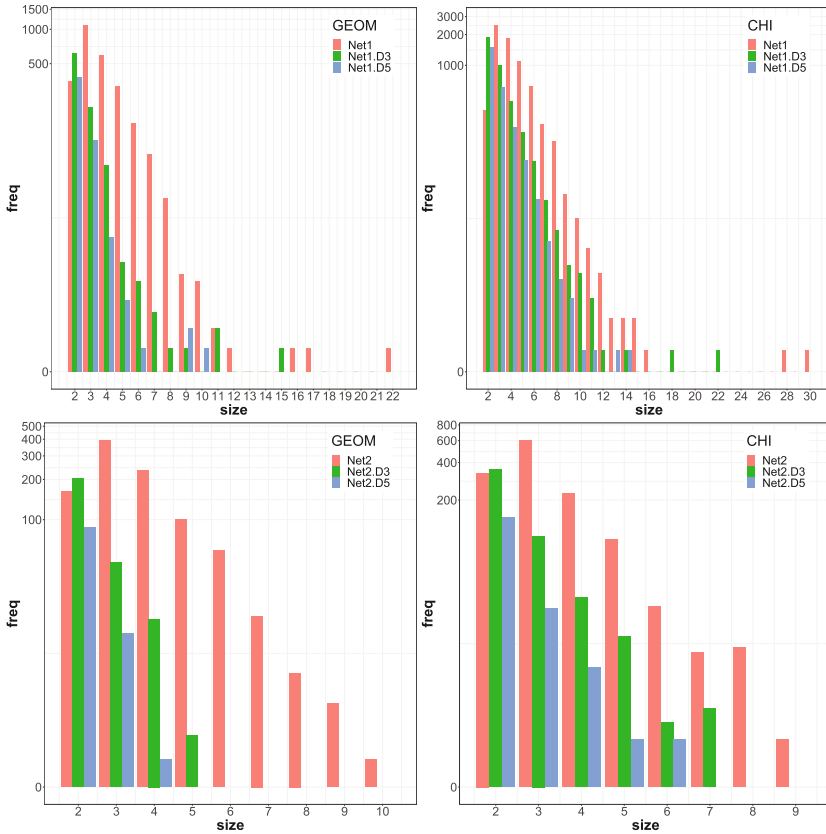 GEOM
Net1
Net1.D3
Net1.D5
1500
1000
500
0
freq
2 3 4 5 6 7 8 9 10 11 12 13 14 15 16 17 18 19 20 21 22
size
CHI
Net1
Net1.D3
Net1.D5
3000
2000
1000
0
freq
2 4 6 8 10 12 14 16 18 20 22 24 26 28 30
size
GEOM
Net2
Net2.D3
Net2.D5
500
400
300
200
100
0
freq
2 3 4 5 6 7 8 9 10
size
CHI
Net2
Net2.D3
Net2.D5
800
600
400
200
0
freq
2 3 4 5 6 7 8 9
size